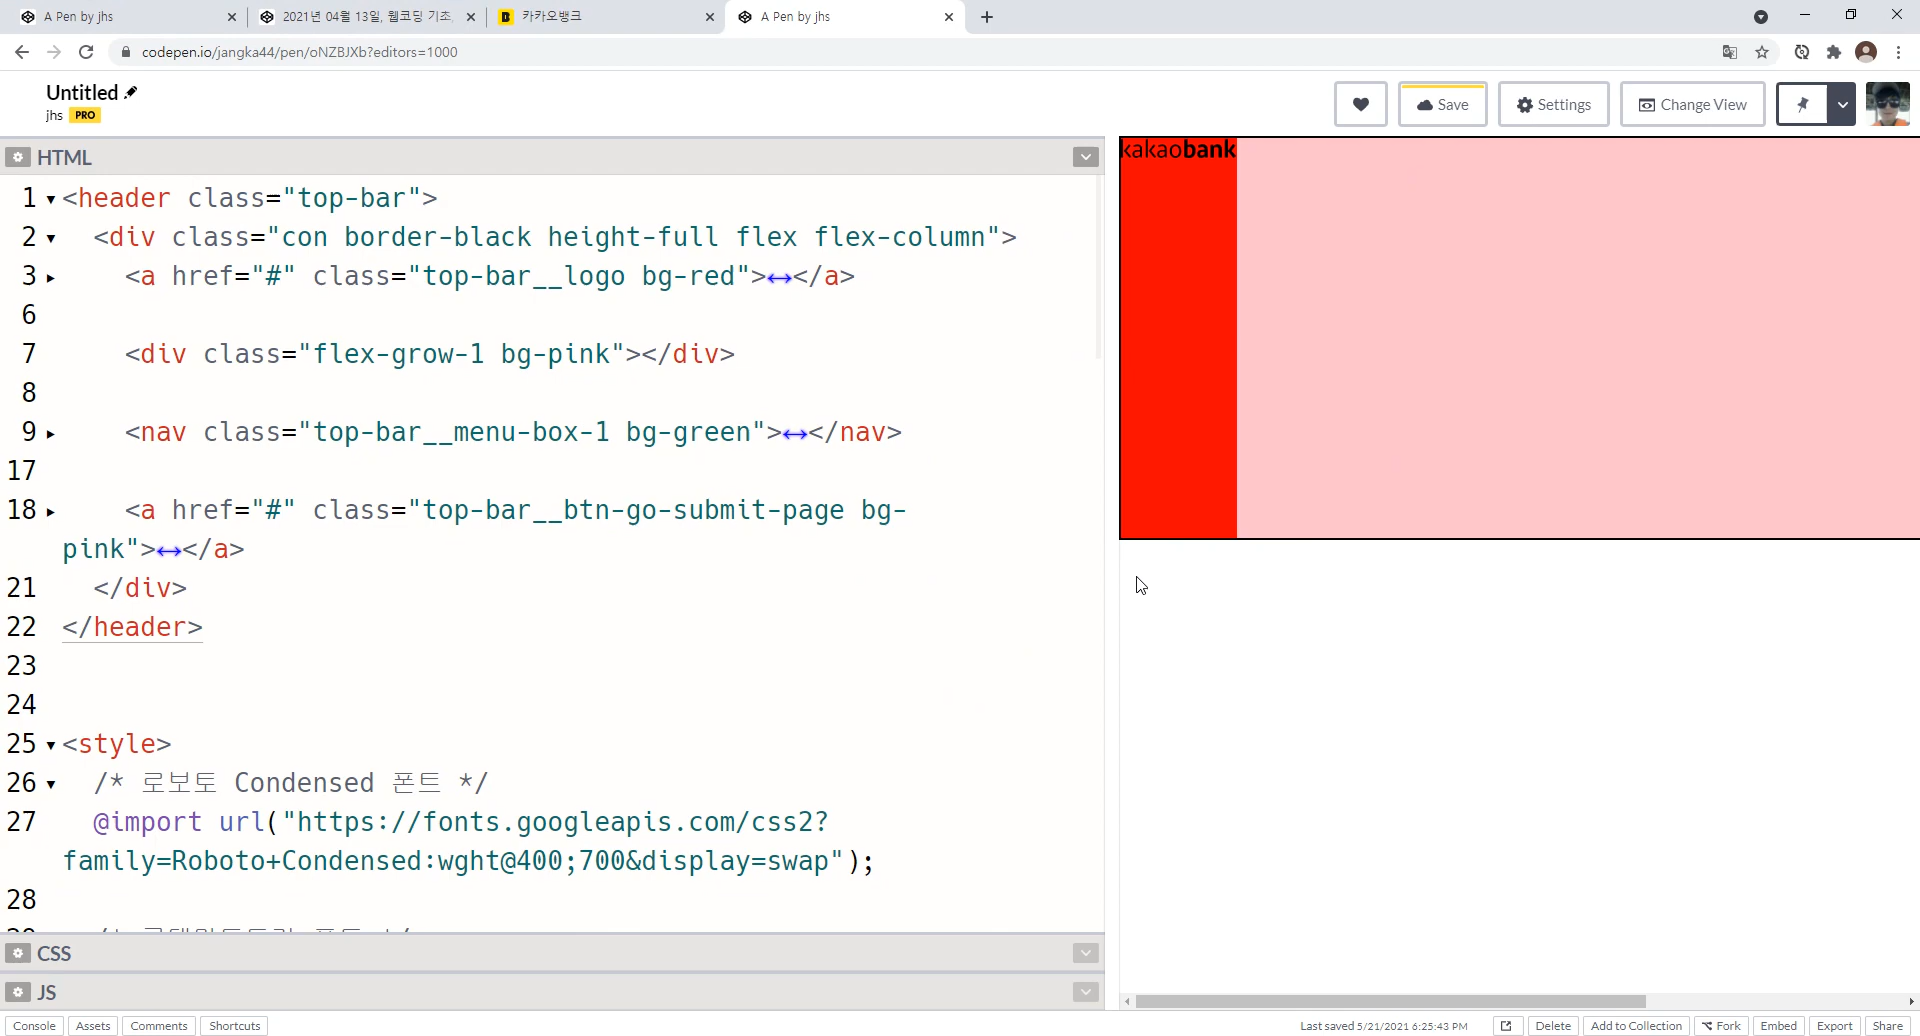 A Pen by jhs
2021년 04월 13일, 웹코딩 기초,
카카오뱅크
A Pen by jhs
codepen.io/jangka44/pen/oNZBJXb?editors=1000
Untitled
jhs PRO
Save
Settings
Change View
HTML
1 <header class="top-bar">
2 <div class="con border-black height-full flex flex-column">
3 <a href="#" class="top-bar__logo bg-red">↔</a>
6
7 <div class="flex-grow-1 bg-pink"></div>
8
9 <nav class="top-bar__menu-box-1 bg-green">↔</nav>
17
18 <a href="#" class="top-bar__btn-go-submit-page bg-
pink">↔</a>
21 </div>
22 </header>
23
24
25 <style>
26 /* 로보토 Condensed 폰트 */
27 @import url("https://fonts.googleapis.com/css2?
family=Roboto+Condensed:wght@400;700&display=swap");
28
kakaobank
CSS
JS
Console
Assets
Comments
Shortcuts
Last saved 5/21/2021 6:25:43 PM
Delete
Add to Collection
Fork
Embed
Export
Share